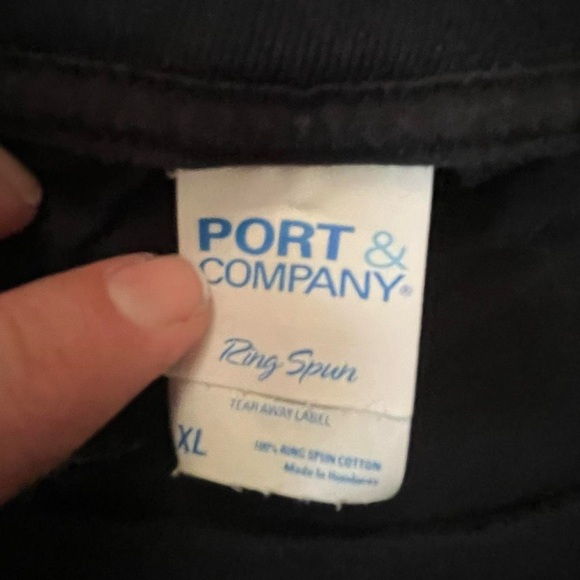 PORT &
COMPANY®
Ring Spun
TEAR AWAY LABEL
XL
100% RING SPUN COTTON
Made in Honduras